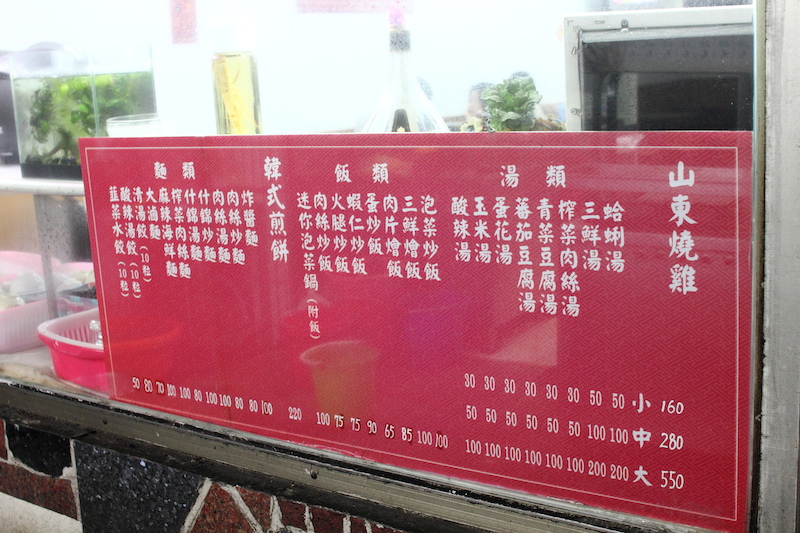 山東燒雞
湯類
蛤蜊湯
三鮮湯
榨菜肉絲湯
青菜豆腐湯
蕃茄豆腐湯
蛋花湯
玉米湯
酸辣湯
飯類
泡菜炒飯
三鮮燴飯
肉片燴飯
蛋炒飯
蝦仁炒飯
火腿炒飯
肉絲炒飯
迷你泡菜鍋(附飯)
韓式煎餅
麵類
炸醬麵
肉絲炒麵
肉絲湯麵
什錦炒麵
什錦湯麵
榨菜肉絲麵
麻辣海鮮麵
大滷麵
清湯餃(10粒)
酸辣湯餃(10粒)
韮菜水餃(10粒)
30 30 30 30 30 30 50 50 小 160
50 50 50 50 50 50 100 100 中 280
100 100 100 100 100 100 200 200 大 550
50 80 70 100 100 80 100 100 80 80 100 220 100 75 75 90 65 85 100 100